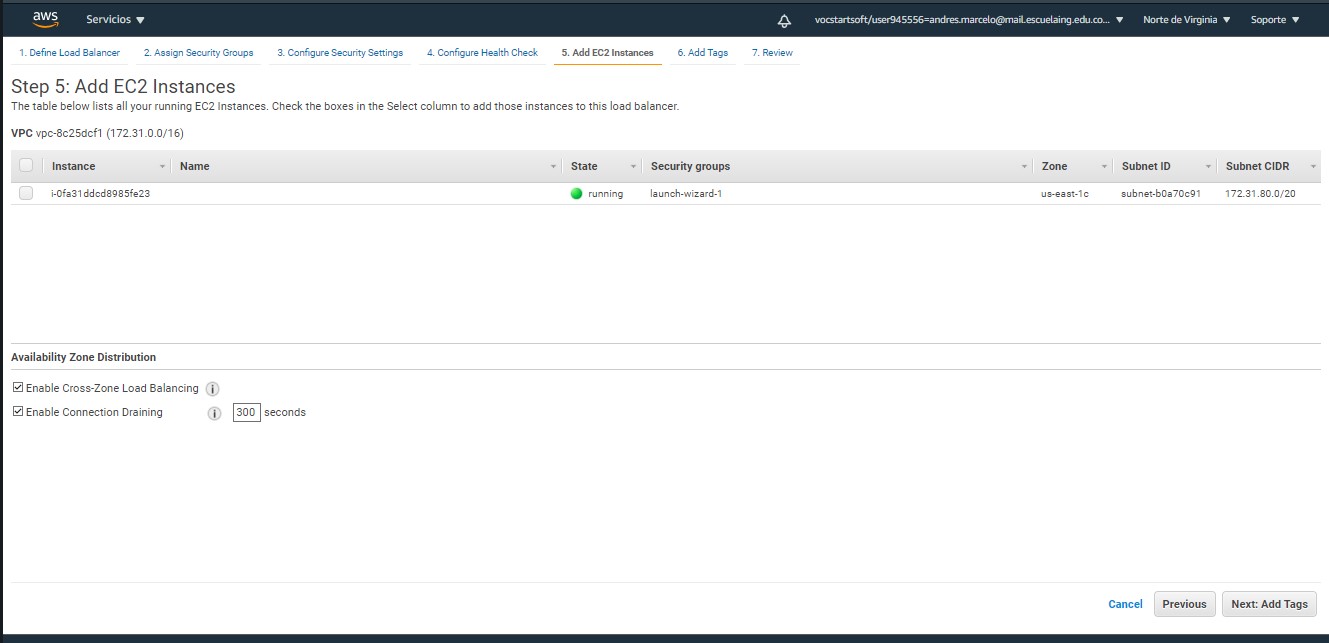 aws Servicios vocstartsoft/user945556=andres.marcelo@mail.escuelaing.edu.co... Norte de Virginia Soporte
1. Define Load Balancer 2. Assign Security Groups 3. Configure Security Settings 4. Configure Health Check 5. Add EC2 Instances 6. Add Tags 7. Review
Step 5: Add EC2 Instances
The table below lists all your running EC2 Instances. Check the boxes in the Select column to add those instances to this load balancer.
VPC vpc-8c25dcf1 (172.31.0.0/16)
Instance Name State Security groups Zone Subnet ID Subnet CIDR
i-0fa31ddcd8985fe23 running launch-wizard-1 us-east-1c subnet-b0a70c91 172.31.80.0/20
Availability Zone Distribution
Enable Cross-Zone Load Balancing i
Enable Connection Draining i 300 seconds
Cancel Previous Next: Add Tags